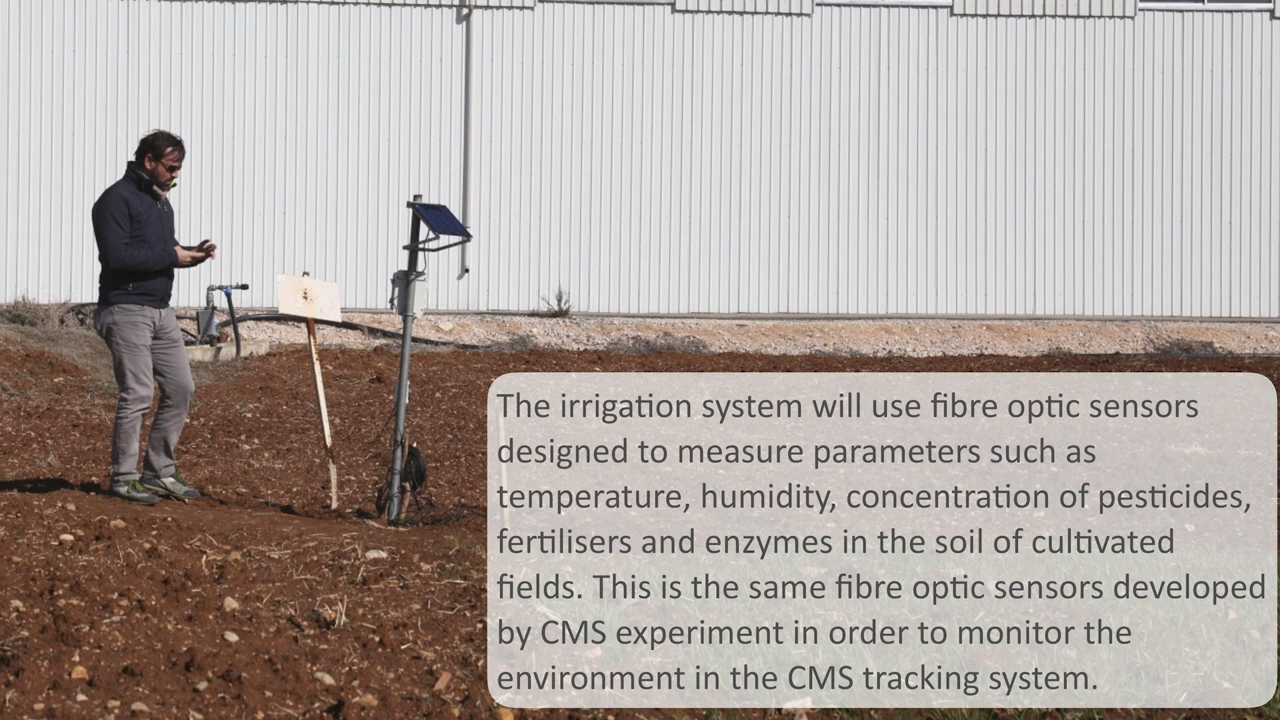 The irrigation system will use fibre optic sensors
designed to measure parameters such as
temperature, humidity, concentration of pesticides,
fertilisers and enzymes in the soil of cultivated
fields. This is the same fibre optic sensors developed
by CMS experiment in order to monitor the
environment in the CMS tracking system.